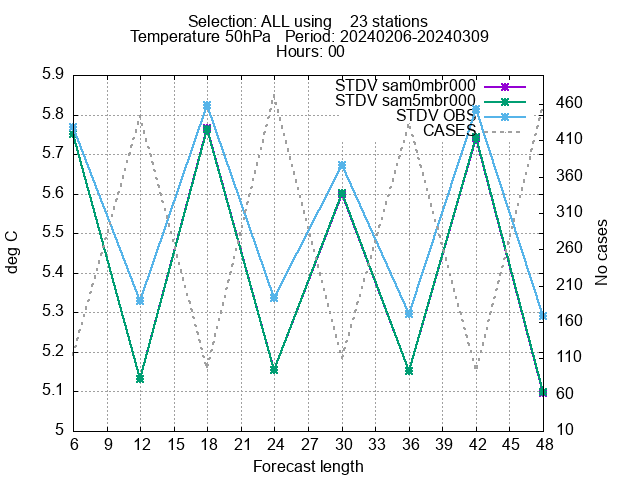 Selection: ALL using 23 stations
Temperature 50hPa Period: 20240206-20240309
Hours: 00
STDV sam0mbr000
STDV sam5mbr000
STDV OBS
CASES
deg C
5.9
5.8
5.7
5.6
5.5
5.4
5.3
5.2
5.1
5
460
410
360
310
260
210
160
110
60
10
No cases
6 12 15 18 21 24 27 30 33 36 39 42 45 48
Forecast length